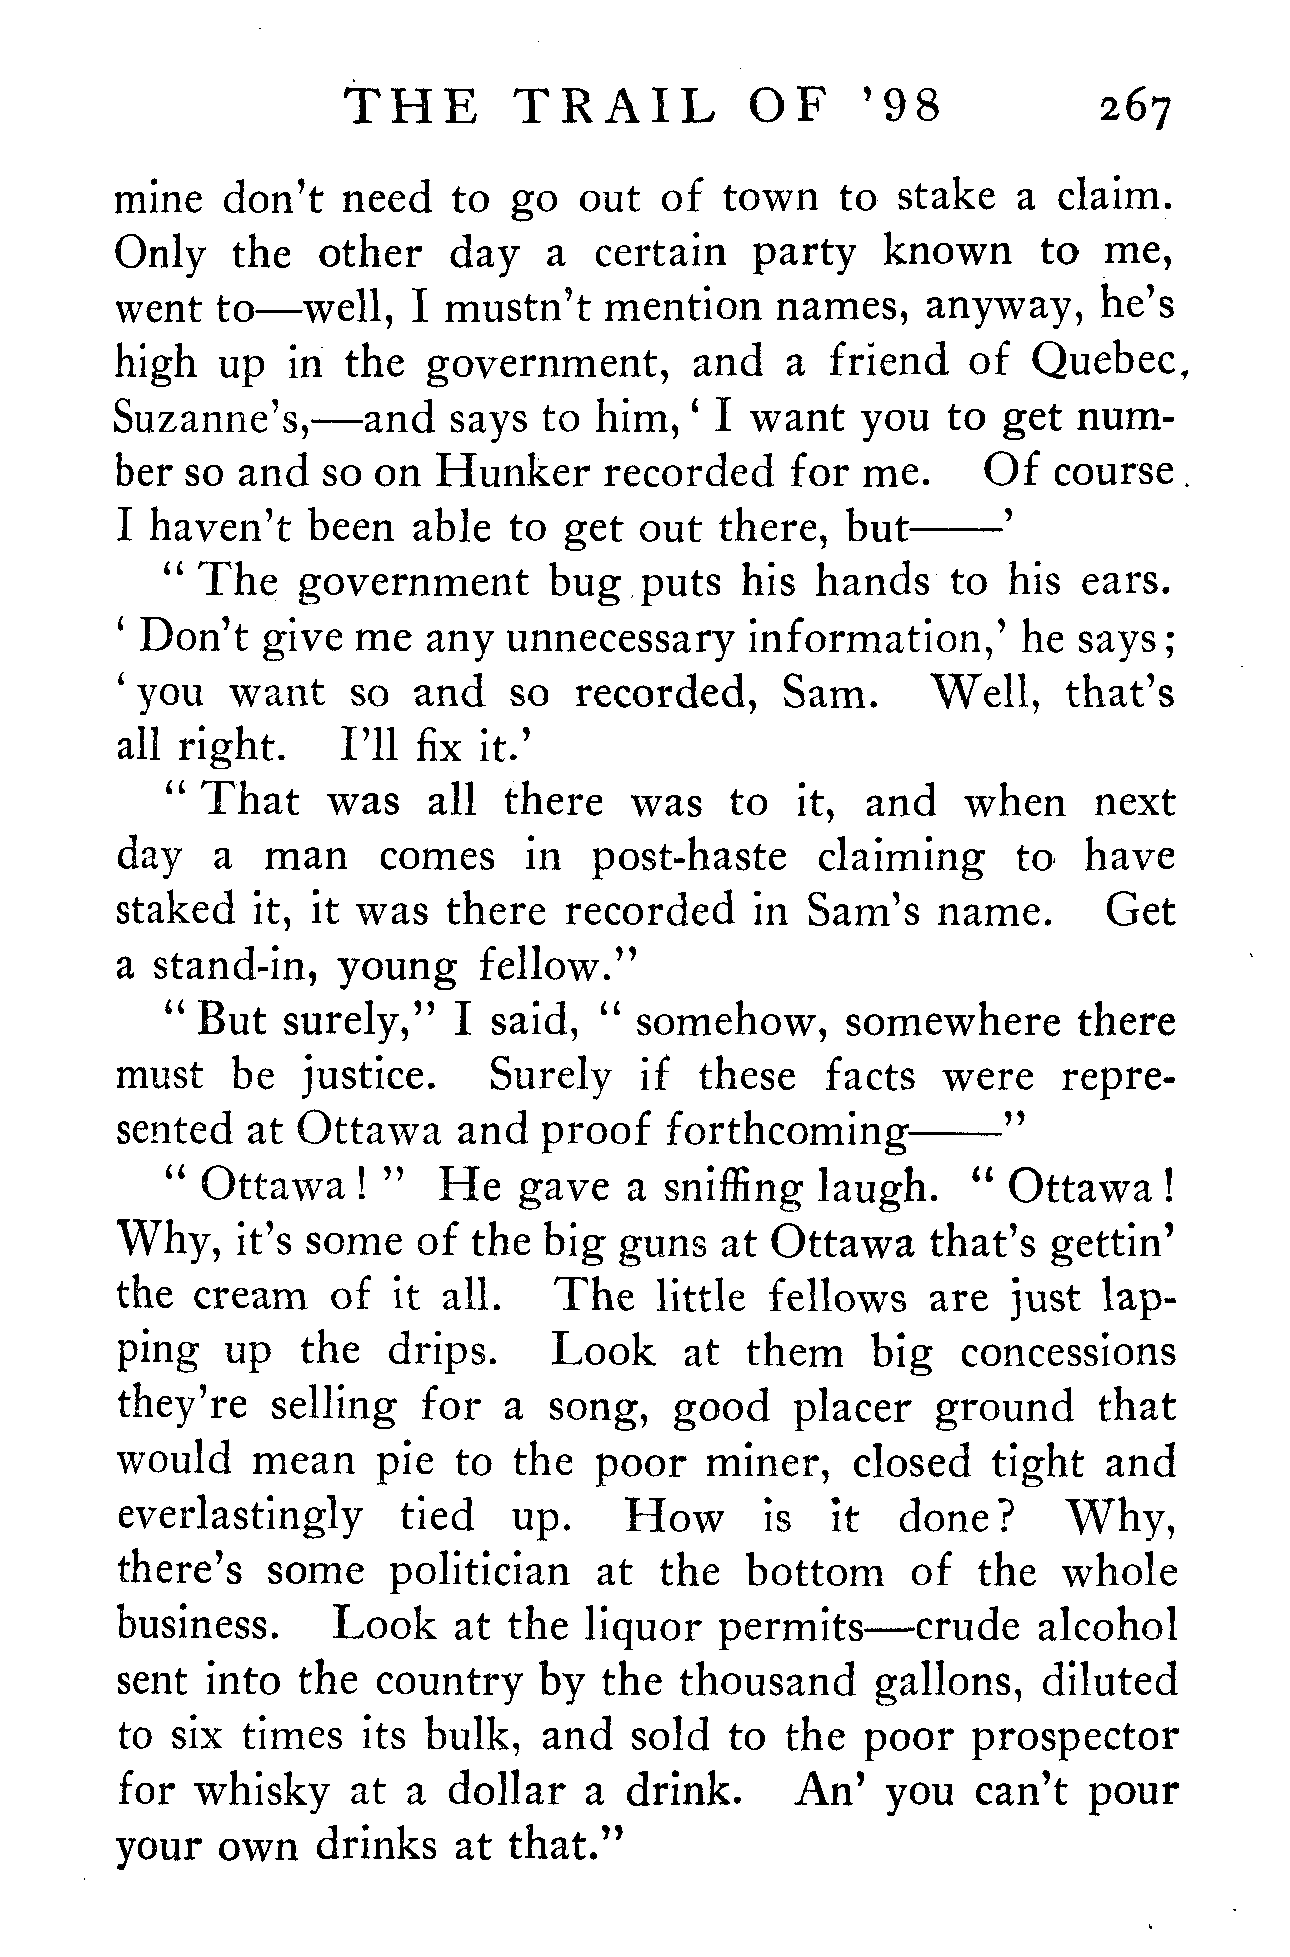 THE TRAIL OF '98 267
mine don't need to go out of town to stake a claim.
Only the other day a certain party known to me,
went to—well, I mustn't mention names, anyway, he's
high up in the government, and a friend of Quebec,
Suzanne's,—and says to him, ' I want you to get num-
ber so and so on Hunker recorded for me. Of course.
I haven't been able to get out there, but——'
" The government bug puts his hands to his ears.
' Don't give me any unnecessary information,' he says;
' you want so and so recorded, Sam. Well, that's
all right. I'll fix it.'
" That was all there was to it, and when next
day a man comes in post-haste claiming to have
staked it, it was there recorded in Sam's name. Get
a stand-in, young fellow."
" But surely," I said, " somehow, somewhere there
must be justice. Surely if these facts were repre-
sented at Ottawa and proof forthcoming——"
" Ottawa ! " He gave a sniffing laugh. " Ottawa !
Why, it's some of the big guns at Ottawa that's gettin'
the cream of it all. The little fellows are just lap-
ping up the drips. Look at them big concessions
they're selling for a song, good placer ground that
would mean pie to the poor miner, closed tight and
everlastingly tied up. How is it done? Why,
there's some politician at the bottom of the whole
business. Look at the liquor permits—crude alcohol
sent into the country by the thousand gallons, diluted
to six times its bulk, and sold to the poor prospector
for whisky at a dollar a drink. An' you can't pour
your own drinks at that."